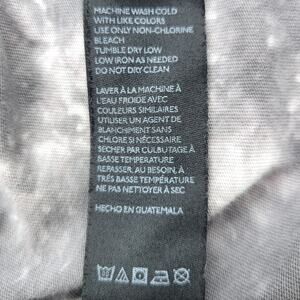 MACHINE WASH COLD
WITH LIKE COLORS
USE ONLY NON-CHLORINE
BLEACH
TUMBLE DRY LOW
LOW IRON AS NEEDED
DO NOT DRY CLEAN
LAVER À LA MACHINE À
L'EAU FROIDE AVEC
COULEURS SIMILAIRES
UTILISER UN AGENT DE
BLANCHIMENT SANS
CHLORE SI NÉCESSAIRE
SÉCHER PAR CULBUTAGE À
BASSE TEMPERATURE
REPASSER, AU BESOIN, À
TRÈS BASSE TEMPÉRATURE
NE PAS NETTOYER À SEC
HECHO EN GUATEMALA